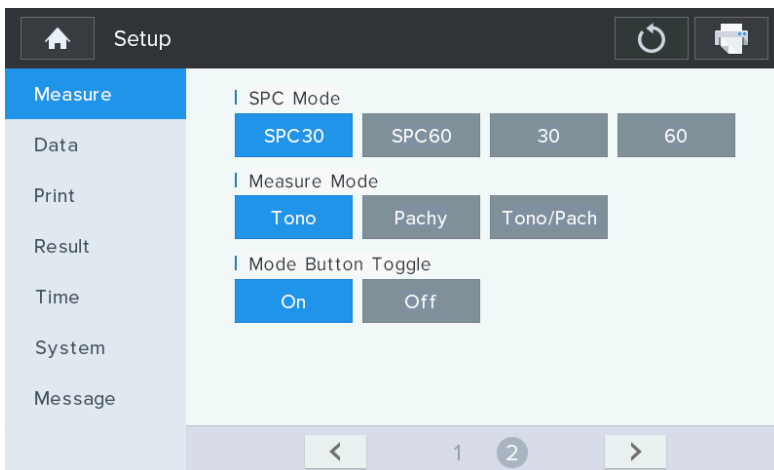 Setup
Measure
Data
Print
Result
Time
System
Message
SPC Mode
SPC30 SPC60 30 60
Measure Mode
Tono Pachy Tono/Pach
Mode Button Toggle
On Off
< 1 2 >